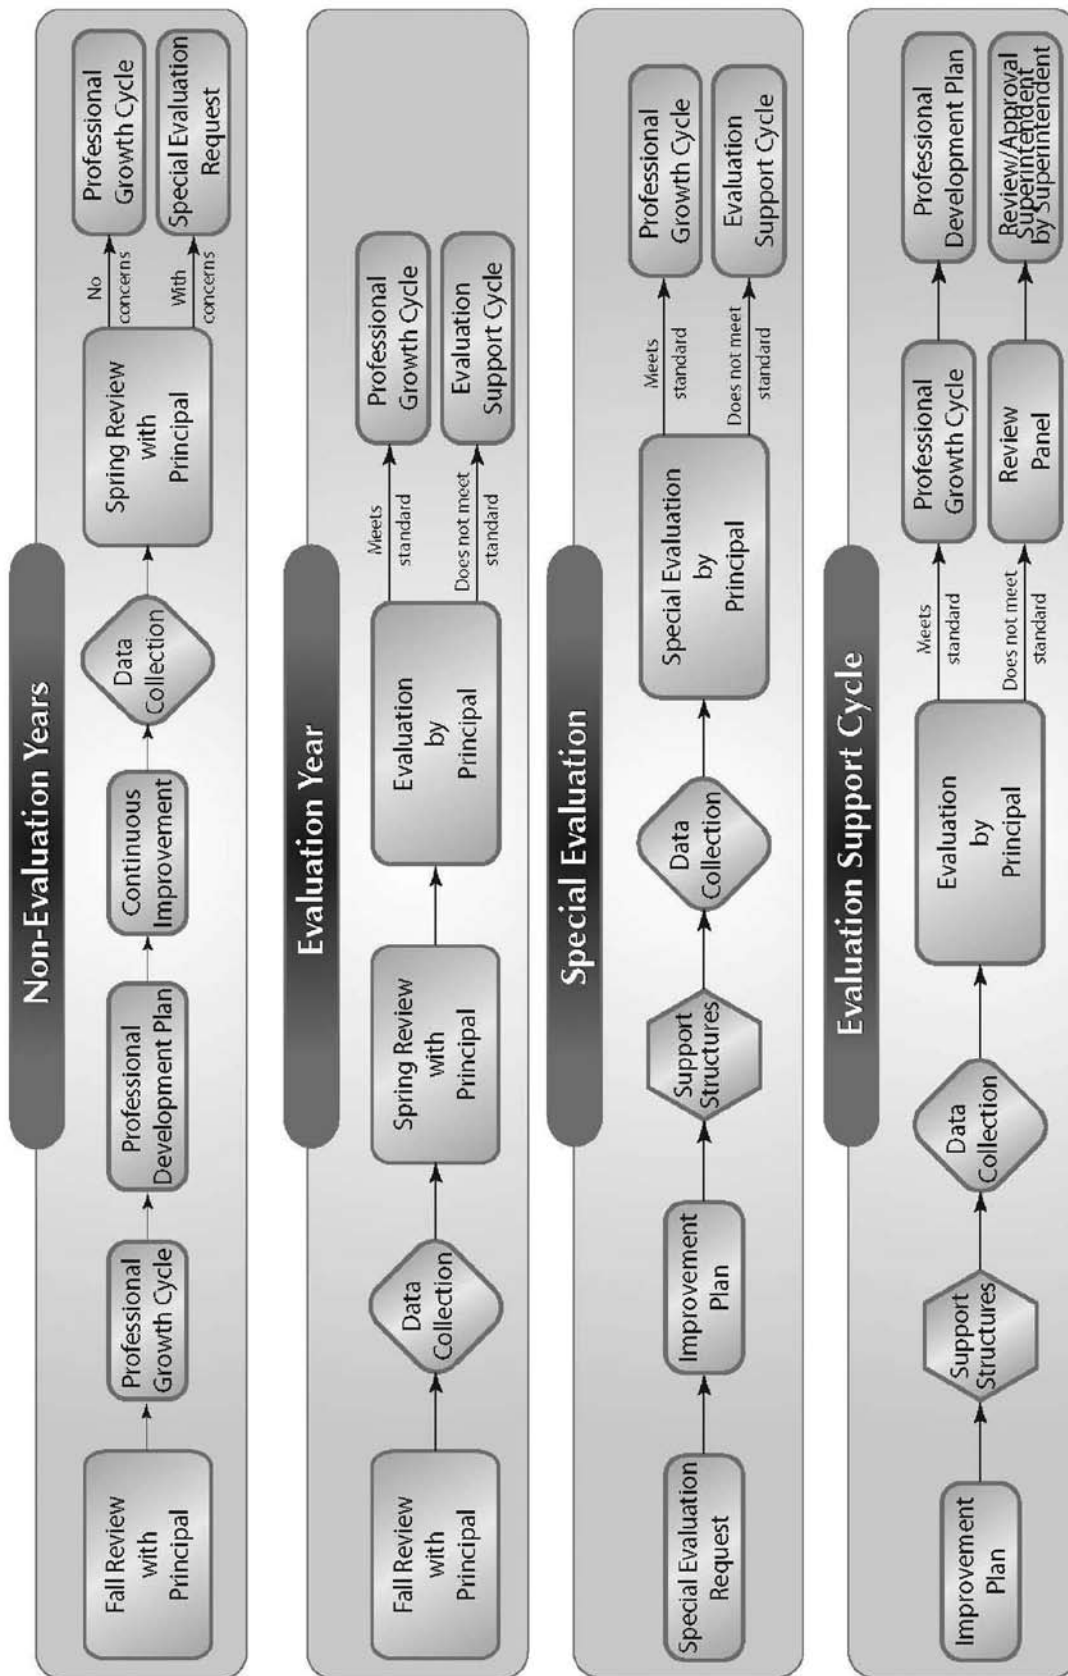 Non-Evaluation Years
Fall Review
with
Principal
Professional
Growth Cycle
Professional
Development Plan
Continuous
Improvement
Data
Collection
Spring Review
with
Principal
No
concerns
With
concerns
Professional
Growth Cycle
Special Evaluation
Request
Evaluation Year
Fall Review
with
Principal
Data
Collection
Spring Review
with
Principal
Evaluation
by
Principal
Meets
standard
Does not meet
standard
Professional
Growth Cycle
Evaluation
Support Cycle
Special Evaluation
Special Evaluation
Request
Improvement
Plan
Support
Structures
Data
Collection
Special Evaluation
by
Principal
Meets
standard
Does not meet
standard
Professional
Growth Cycle
Evaluation
Support Cycle
Evaluation Support Cycle
Improvement
Plan
Support
Structures
Data
Collection
Evaluation
by
Principal
Meets
standard
Does not meet
standard
Professional
Growth Cycle
Review
Panel
Professional
Development Plan
Review/Approval
Superintendent
by Superintendent